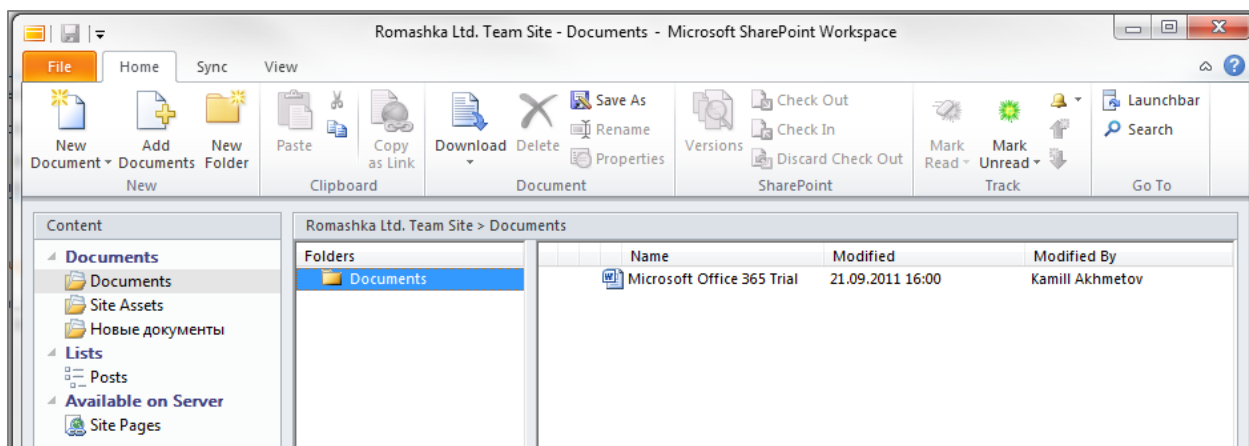 Romashka Ltd. Team Site - Documents - Microsoft SharePoint Workspace
File Home Sync View
New Document
Add Documents
New Folder
New
Paste
Copy as Link
Clipboard
Download
Delete
Save As
Rename
Properties
Document
Versions
Check Out
Check In
Discard Check Out
SharePoint
Mark Read
Mark Unread
Track
Launchbar
Search
Go To
Content
Documents
Documents
Site Assets
Новые документы
Lists
Posts
Available on Server
Site Pages
Romashka Ltd. Team Site > Documents
Folders
Documents
Name Modified Modified By
Microsoft Office 365 Trial 21.09.2011 16:00 Kamill Akhmetov